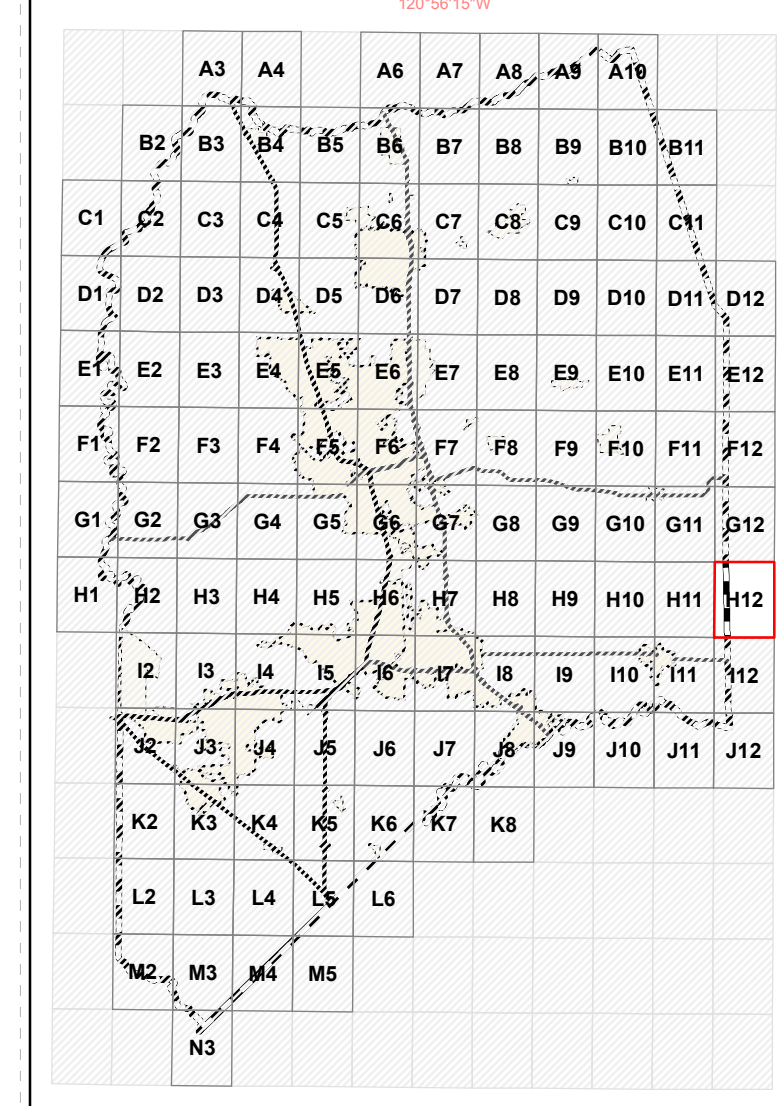 120°56'15"W
A3 A4 A6 A7 A8 A9 A10
B2 B3 B4 B5 B6 B7 B8 B9 B10 B11
C1 C2 C3 C4 C5 C6 C7 C8 C9 C10 C11
D1 D2 D3 D4 D5 D6 D7 D8 D9 D10 D11 D12
E1 E2 E3 E4 E5 E6 E7 E8 E9 E10 E11 E12
F1 F2 F3 F4 F5 F6 F7 F8 F9 F10 F11 F12
G1 G2 G3 G4 G5 G6 G7 G8 G9 G10 G11 G12
H1 H2 H3 H4 H5 H6 H7 H8 H9 H10 H11 H12
I2 I3 I4 I5 I6 I7 I8 I9 I10 I11 I12
J2 J3 J4 J5 J6 J7 J8 J9 J10 J11 J12
K2 K3 K4 K5 K6 K7 K8
L2 L3 L4 L5 L6
M2 M3 M4 M5
N3